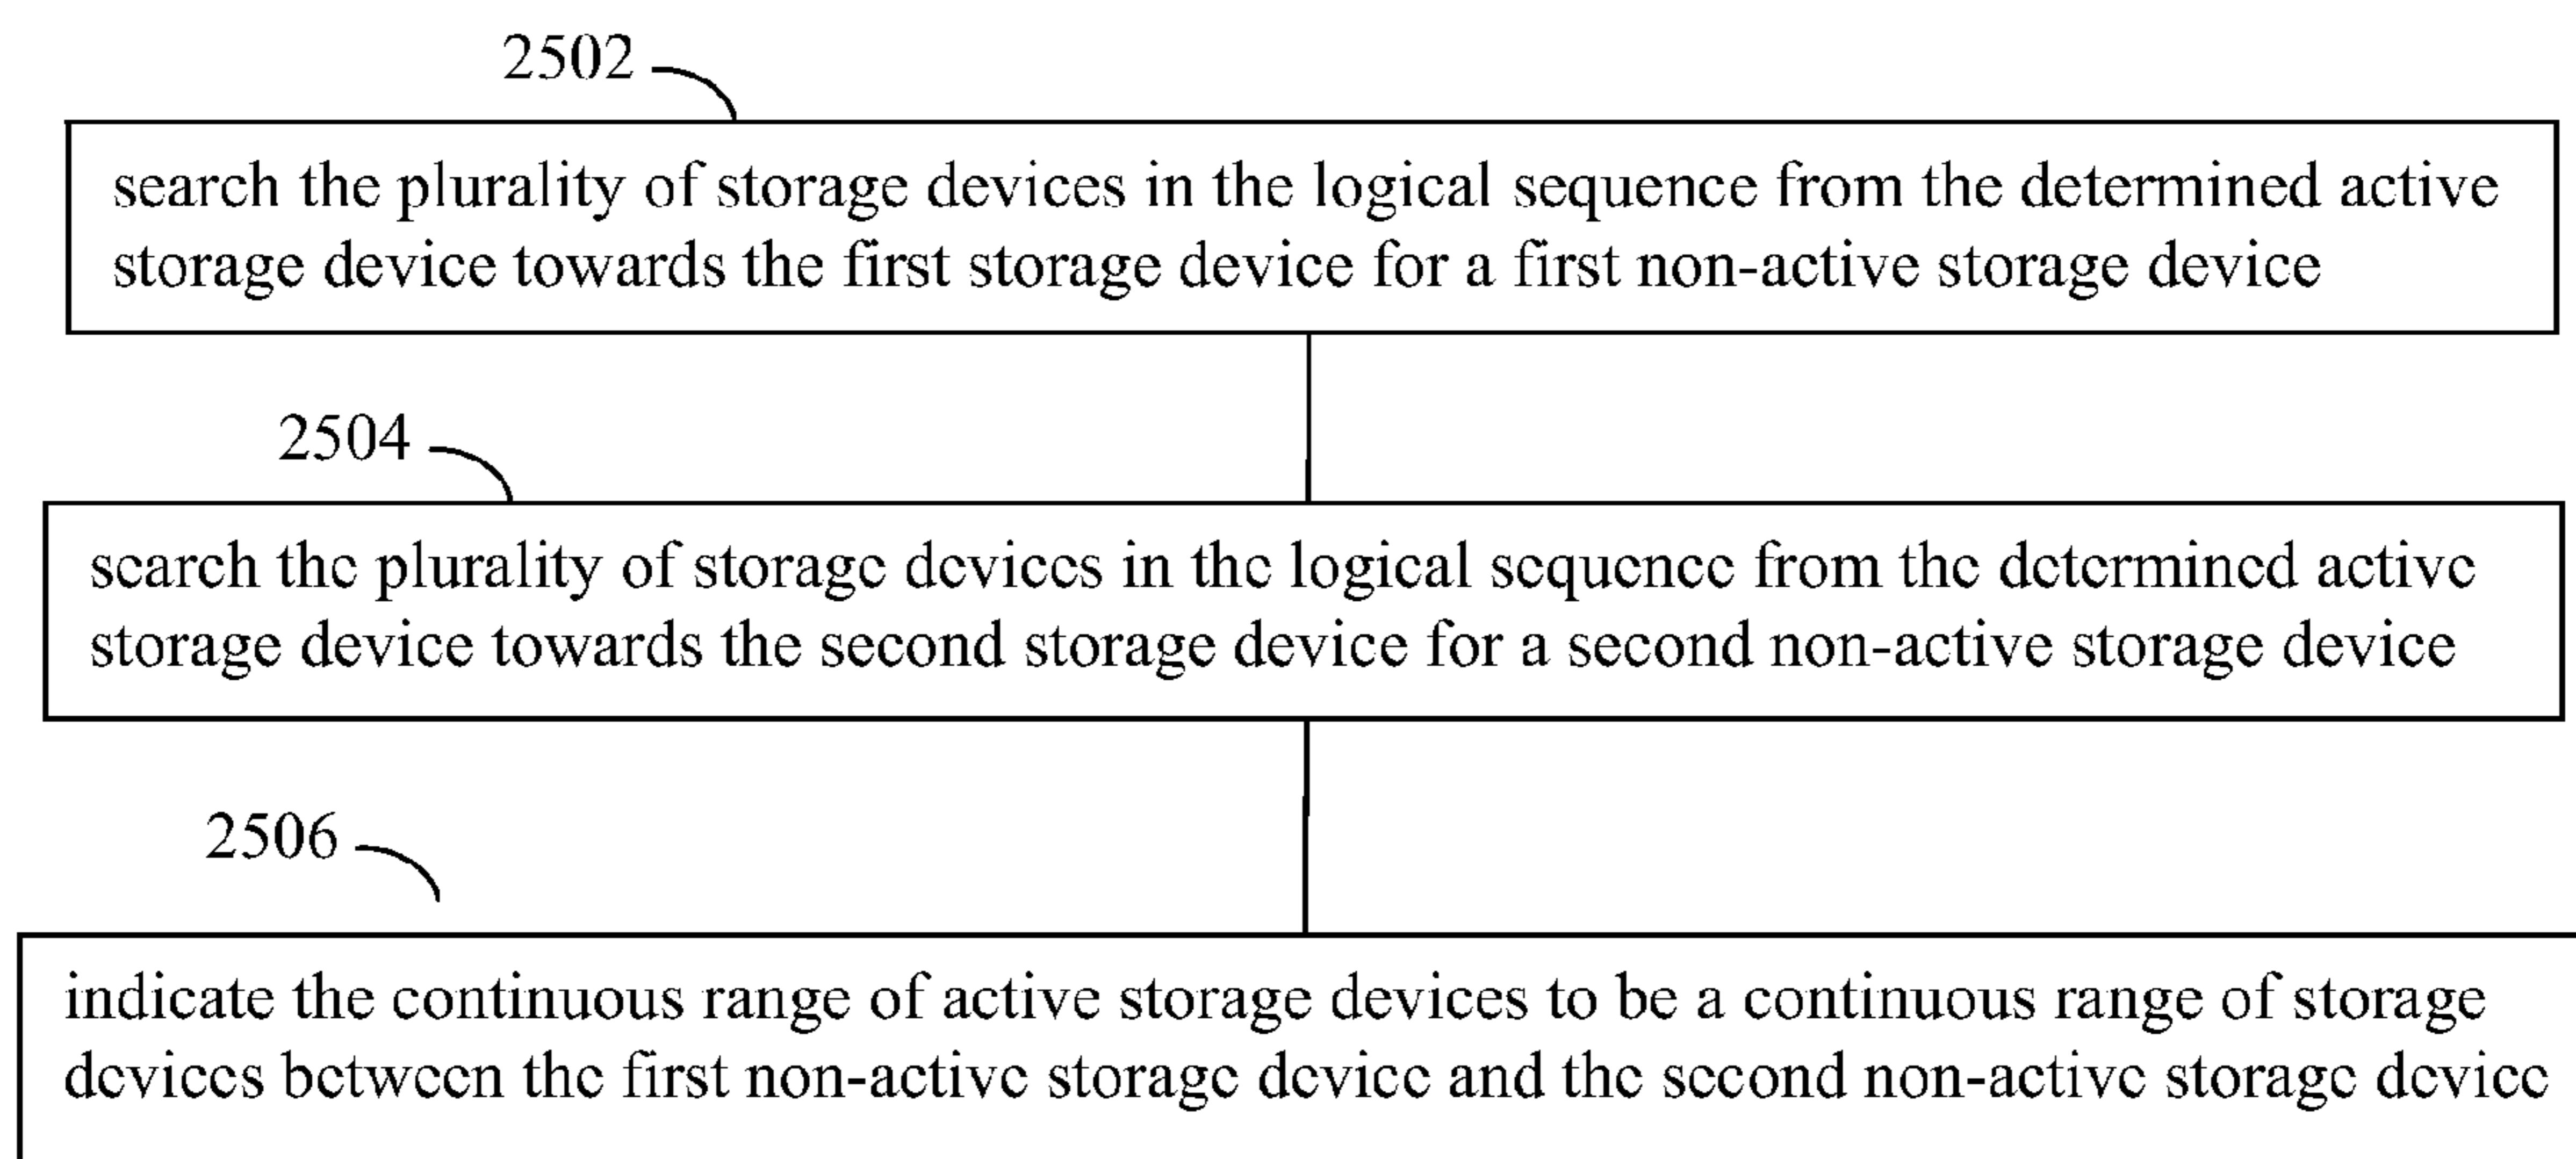 2502
search the plurality of storage devices in the logical sequence from the determined active
storage device towards the first storage device for a first non-active storage device
2504
search the plurality of storage devices in the logical sequence from the determined active
storage device towards the second storage device for a second non-active storage device
2506
indicate the continuous range of active storage devices to be a continuous range of storage
devices between the first non-active storage device and the second non-active storage device